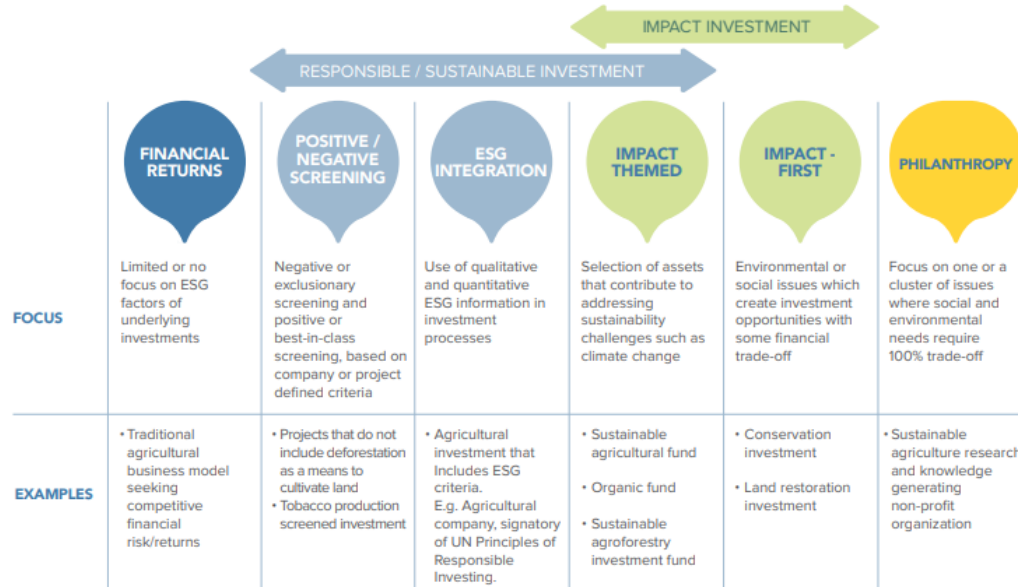 IMPACT INVESTMENT
RESPONSIBLE / SUSTAINABLE INVESTMENT
FINANCIAL
RETURNS
POSITIVE /
NEGATIVE
SCREENING
ESG
INTEGRATION
IMPACT
THEMED
IMPACT -
FIRST
PHILANTHROPY
FOCUS
Limited or no
focus on ESG
factors of
underlying
investments
Negative or
exclusionary
screening and
positive or
best-in-class
screening, based on
company or project
defined criteria
Use of qualitative
and quantitative
ESG information in
investment
processes
Selection of assets
that contribute to
addressing
sustainability
challenges such as
climate change
Environmental or
social issues which
create investment
opportunities with
some financial
trade-off
Focus on one or a
cluster of issues
where social and
environmental
needs require
100% trade-off
EXAMPLES
• Traditional
agricultural
business model
seeking
competitive
financial
risk/returns
• Projects that do not
include deforestation
as a means to
cultivate land
• Tobacco production
screened investment
• Agricultural
investment that
Includes ESG
criteria.
E.g. Agricultural
company, signatory
of UN Principles of
Responsible
Investing.
• Sustainable
agricultural fund
• Organic fund
• Sustainable
agroforestry
investment fund
• Conservation
investment
• Land restoration
investment
• Sustainable
agriculture research
and knowledge
generating
non-profit
organization